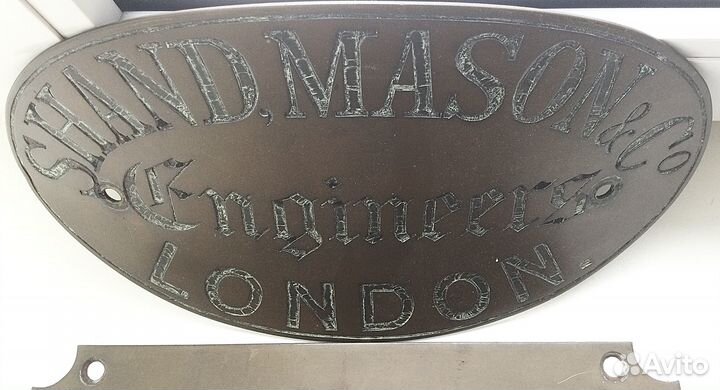 SHAND, MASON & Co
Engineers
LONDON.
Avito